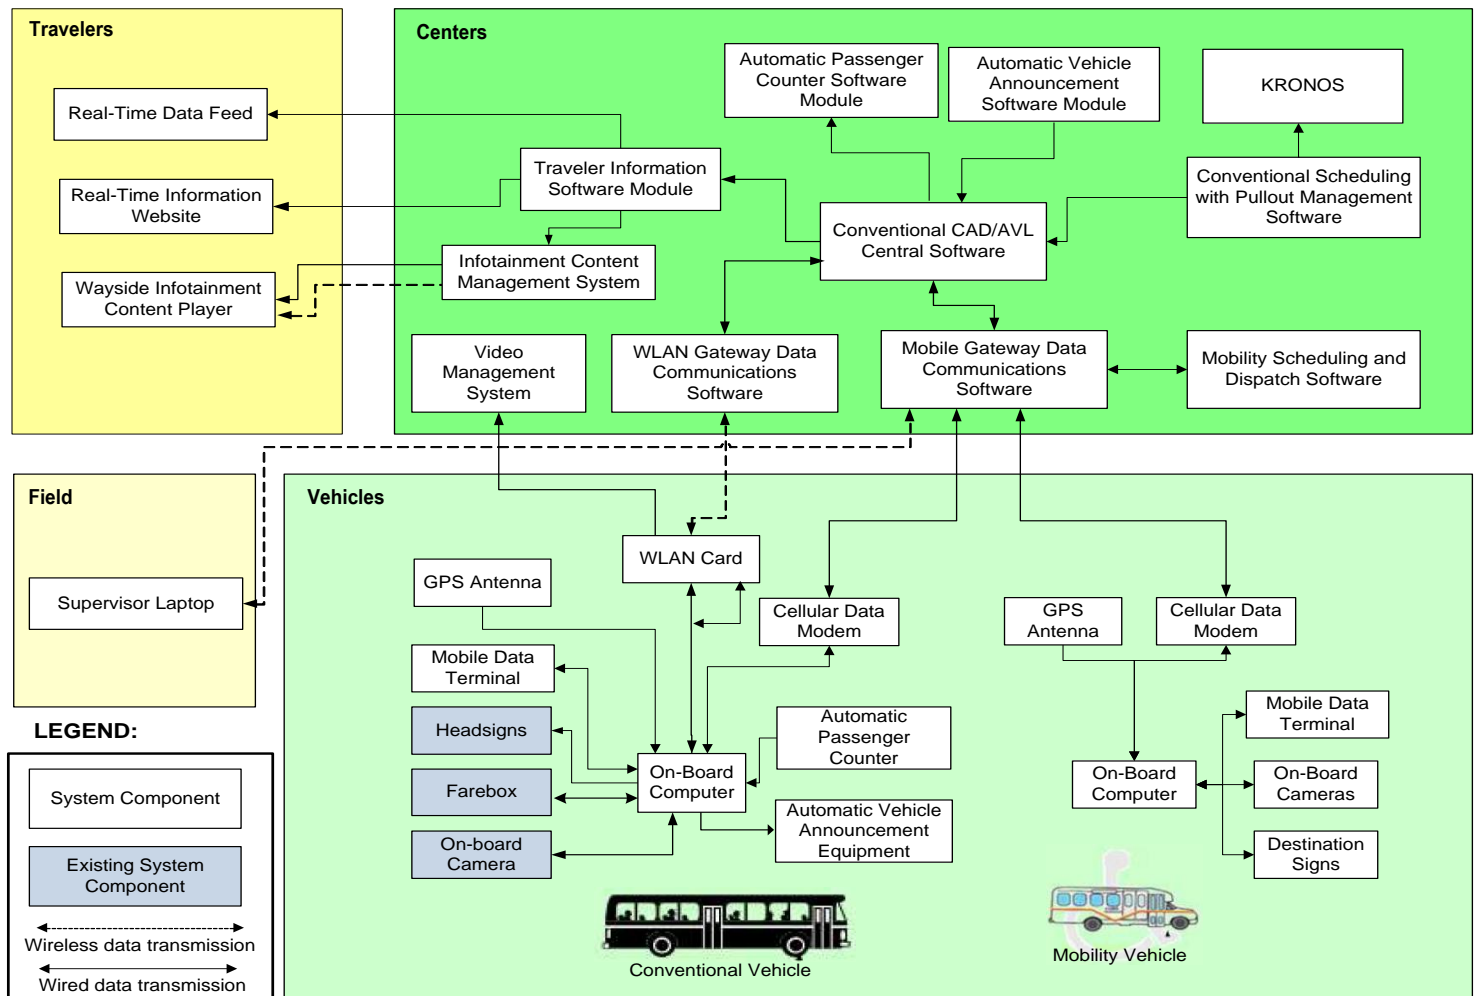 Travelers
Real-Time Data Feed
Real-Time Information
Website
Wayside Infotainment
Content Player
Centers
Automatic Passenger
Counter Software
Module
Automatic Vehicle
Announcement
Software Module
KRONOS
Traveler Information
Software Module
Conventional Scheduling
with Pullout Management
Software
Conventional CAD/AVL
Central Software
Infotainment Content
Management System
Video
Management
System
WLAN Gateway Data
Communications
Software
Mobile Gateway Data
Communications
Software
Mobility Scheduling and
Dispatch Software
Field
Supervisor Laptop
Vehicles
WLAN Card
GPS Antenna
Cellular Data
Modem
Mobile Data
Terminal
Headsigns
Farebox
On-board
Camera
On-Board
Computer
Automatic
Passenger
Counter
Automatic Vehicle
Announcement
Equipment
Conventional Vehicle
GPS
Antenna
Cellular Data
Modem
Mobile Data
Terminal
On-Board
Computer
On-Board
Cameras
Destination
Signs
Mobility Vehicle
LEGEND:
System Component
Existing System
Component
Wireless data transmission
Wired data transmission